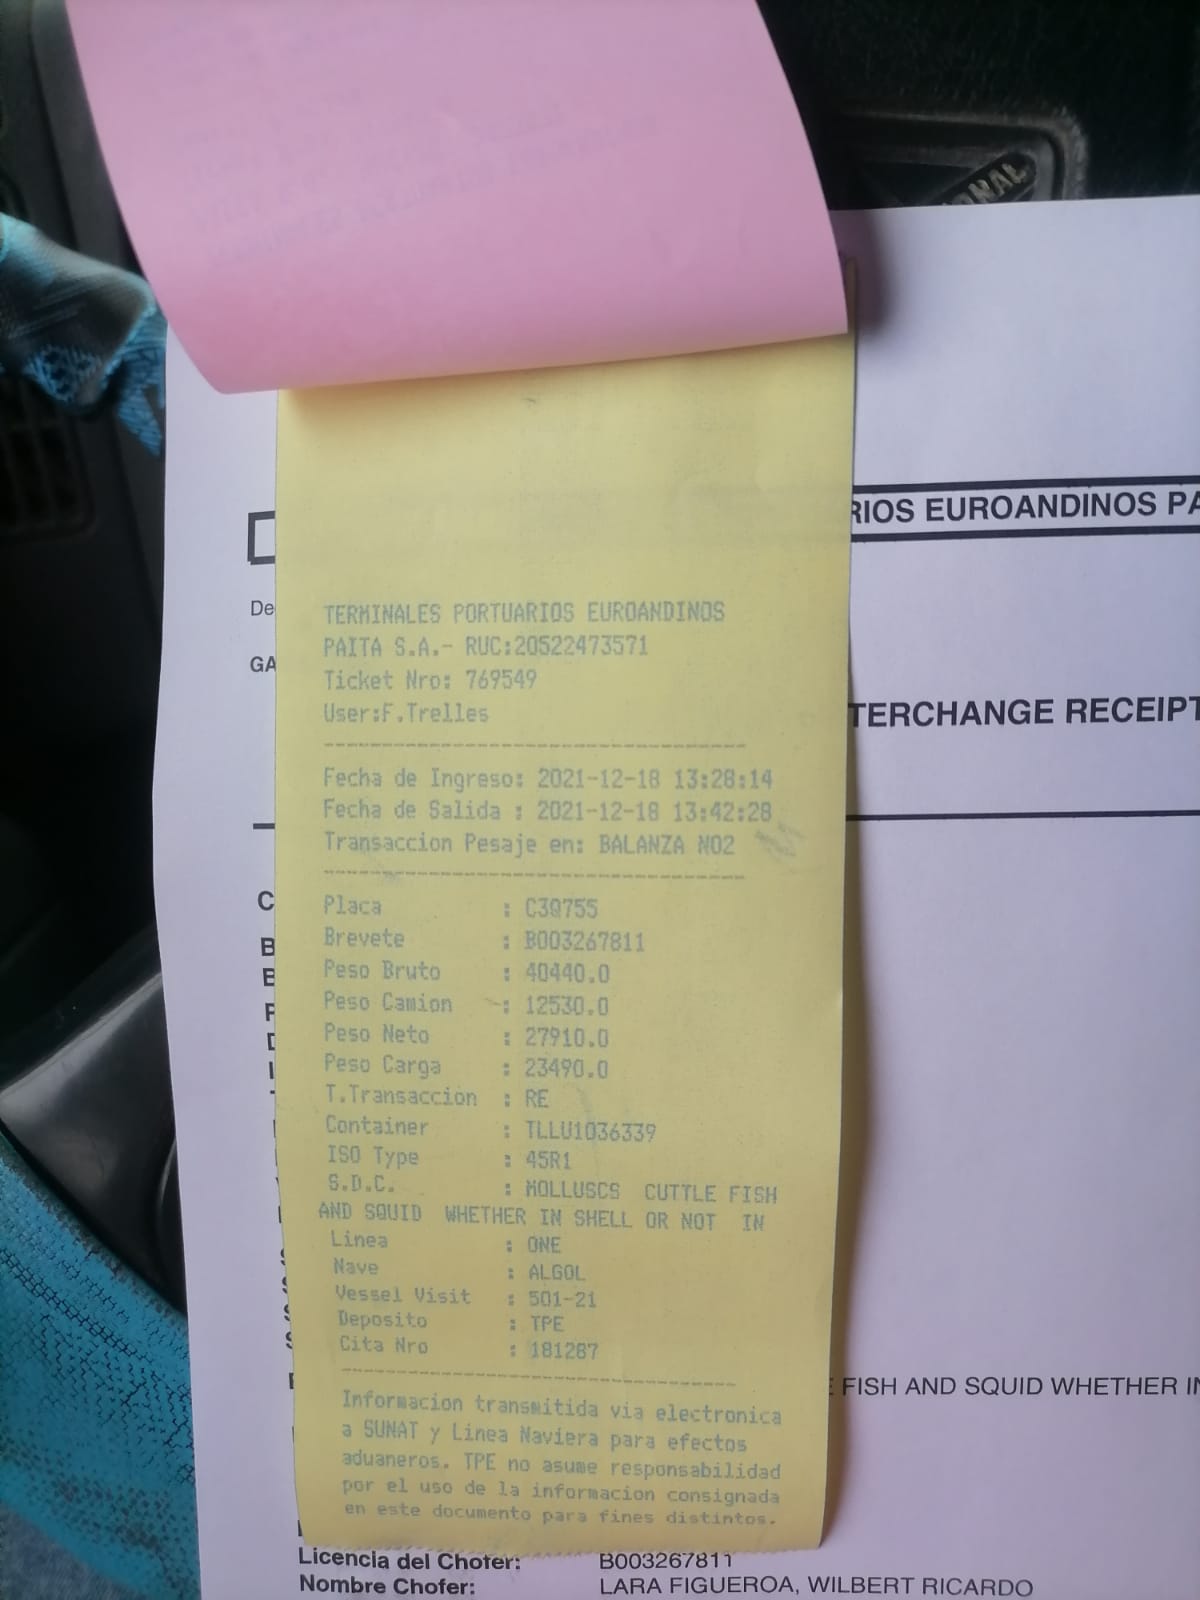 ONAL
RIOS EUROANDINOS PA
De
GA
TERCHANGE RECEIPT
TERMINALES PORTUARIOS EUROANDINOS
PAITA S.A.- RUC:20522473571
Ticket Nro: 769549
User:F.Trelles
Fecha de Ingreso: 2021-12-18 13:28:14
Fecha de Salida : 2021-12-18 13:42:28
Transaccion Pesaje en: BALANZA NO2
Placa : C3Q755
Brevete : B003267811
Peso Bruto : 40440.0
Peso Camion : 12530.0
Peso Neto : 27910.0
Peso Carga : 23490.0
T.Transaccion : RE
Container : TLLU1036339
ISO Type : 45R1
S.D.C. : MOLLUSCS CUTTLE FISH
AND SQUID WHETHER IN SHELL OR NOT IN
Linea : ONE
Nave : ALGOL
Vessel Visit : 501-21
Deposito : TPE
Cita Nro : 181287
Informacion transmitida via electronica
a SUNAT y Linea Naviera para efectos
aduaneros. TPE no asume responsabilidad
por el uso de la informacion consignada
en este documento para fines distintos.
FISH AND SQUID WHETHER IN
Licencia del Chofer: B003267811
Nombre Chofer: LARA FIGUEROA, WILBERT RICARDO